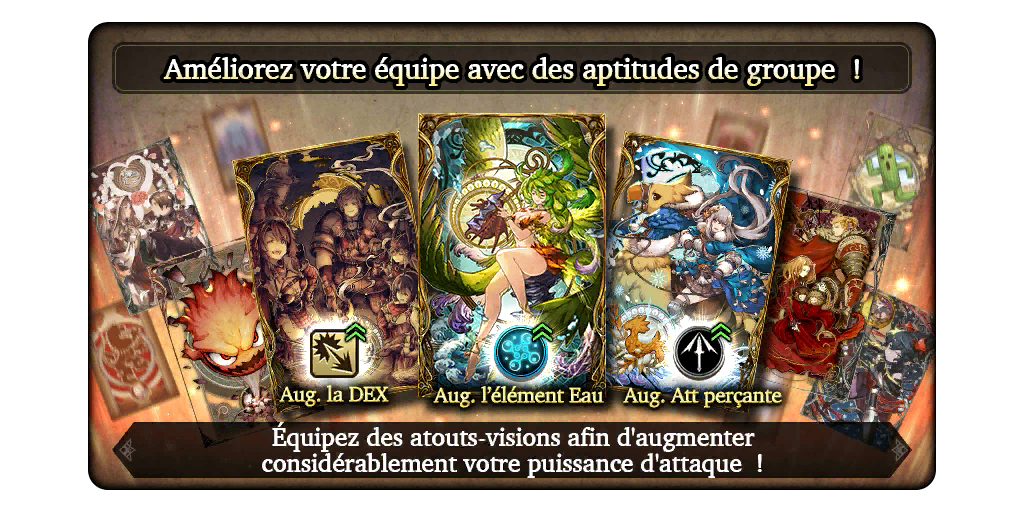 Améliorez votre équipe avec des aptitudes de groupe !
Aug. la DEX
Aug. l'élément Eau
Aug. Att perçante
Équipez des atouts-visions afin d'augmenter
considérablement votre puissance d'attaque !